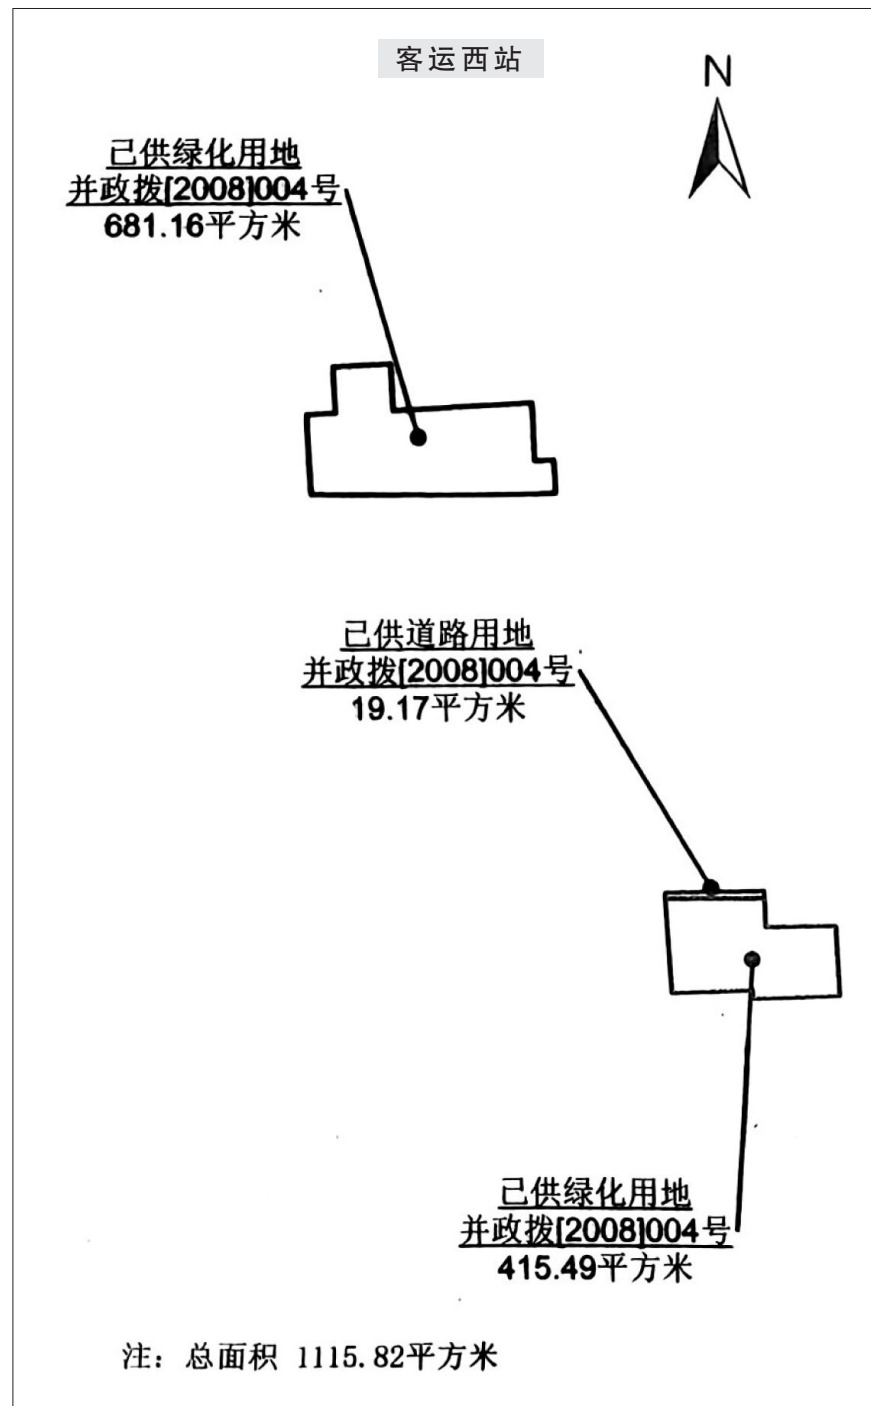 客运西站
N
已供绿化用地
并政拨[2008]004号
681.16平方米
已供道路用地
并政拨[2008]004号
19.17平方米
已供绿化用地
并政拨[2008]004号
415.49平方米
注：总面积 1115.82平方米